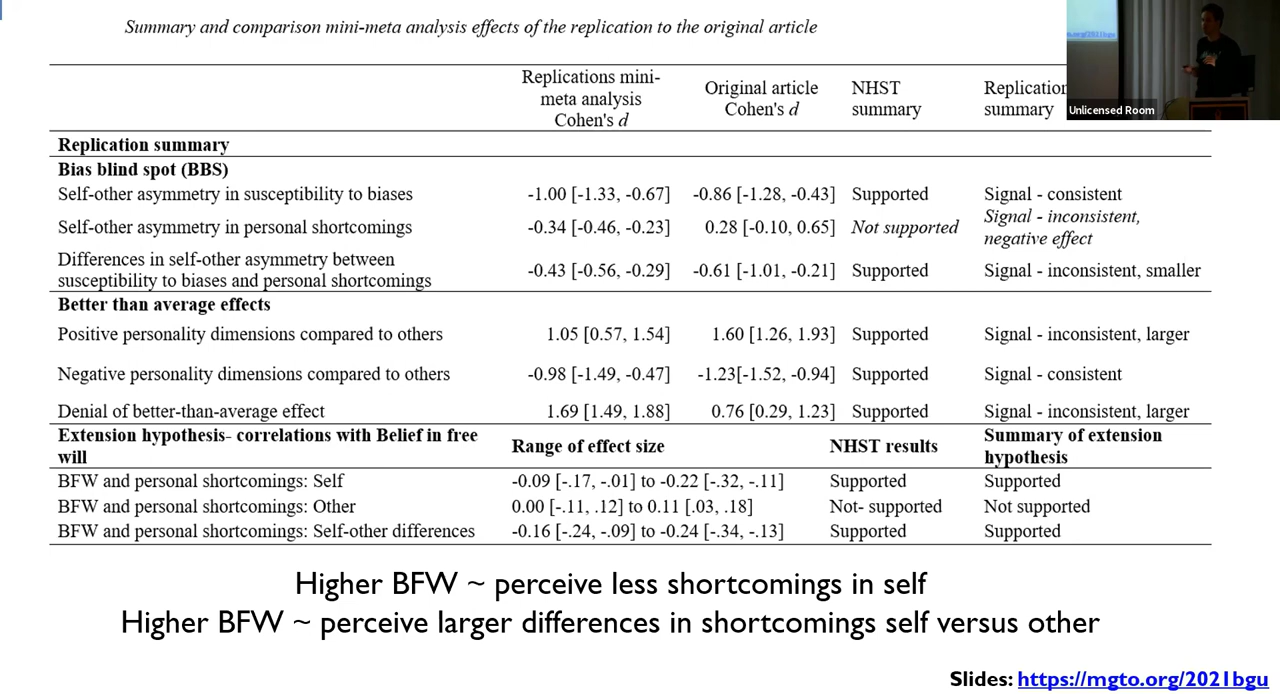 Summary and comparison mini-meta analysis effects of the replication to the original article
Replications mini-
meta analysis
Cohen's d
Original article
Cohen's d
NHST
summary
Replication
summary
Unlicensed Room
Replication summary
Bias blind spot (BBS)
Self-other asymmetry in susceptibility to biases -1.00 [-1.33, -0.67] -0.86 [-1.28, -0.43] Supported Signal - consistent
Self-other asymmetry in personal shortcomings -0.34 [-0.46, -0.23] 0.28 [-0.10, 0.65] Not supported Signal - inconsistent,
negative effect
Differences in self-other asymmetry between
susceptibility to biases and personal shortcomings -0.43 [-0.56, -0.29] -0.61 [-1.01, -0.21] Supported Signal - inconsistent, smaller
Better than average effects
Positive personality dimensions compared to others 1.05 [0.57, 1.54] 1.60 [1.26, 1.93] Supported Signal - inconsistent, larger
Negative personality dimensions compared to others -0.98 [-1.49, -0.47] -1.23[-1.52, -0.94] Supported Signal - consistent
Denial of better-than-average effect 1.69 [1.49, 1.88] 0.76 [0.29, 1.23] Supported Signal - inconsistent, larger
Extension hypothesis- correlations with Belief in free
will
Range of effect size
NHST results
Summary of extension
hypothesis
BFW and personal shortcomings: Self -0.09 [-.17, -.01] to -0.22 [-.32, -.11] Supported Supported
BFW and personal shortcomings: Other 0.00 [-.11, .12] to 0.11 [.03, .18] Not- supported Not supported
BFW and personal shortcomings: Self-other differences -0.16 [-.24, -.09] to -0.24 [-.34, -.13] Supported Supported
Higher BFW ~ perceive less shortcomings in self
Higher BFW ~ perceive larger differences in shortcomings self versus other
Slides: https://mgto.org/2021bgu